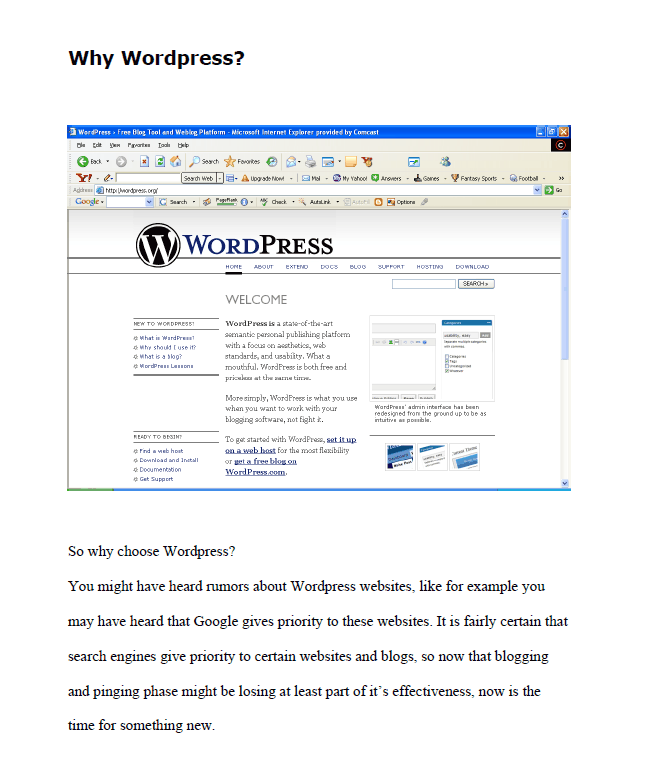 Why Wordpress?
WordPress › Free Blog Tool and Weblog Platform - Microsoft Internet Explorer provided by Comcast
File Edit View Favorites Tools Help
Back Search Favorites
Y! Search Web Upgrade Now! Mail My Yahoo! Answers Games Fantasy Sports Football »
Address http://wordpress.org/ Go
Google Search PageRank Check AutoLink AutoFill Options
WORDPRESS
HOME ABOUT EXTEND DOCS BLOG SUPPORT HOSTING DOWNLOAD
SEARCH »
WELCOME
NEW TO WORDPRESS?
What is WordPress?
Why should I use it?
What is a blog?
WordPress Lessons
READY TO BEGIN?
Find a web host
Download and Install
Documentation
Get Support
WordPress is a state-of-the-art
semantic personal publishing platform
with a focus on aesthetics, web
standards, and usability. What a
mouthful. WordPress is both free and
priceless at the same time.
More simply, WordPress is what you use
when you want to work with your
blogging software, not fight it.
To get started with WordPress, set it up
on a web host for the most flexibility
or get a free blog on
WordPress.com.
Categories
usability, easy Add
Separate multiple categories
with commas.
Categories
Tags
Uncategorized
WordPress' admin interface has been
redesigned from the ground up to be as
intuitive as possible.
So why choose Wordpress?
You might have heard rumors about Wordpress websites, like for example you
may have heard that Google gives priority to these websites. It is fairly certain that
search engines give priority to certain websites and blogs, so now that blogging
and pinging phase might be losing at least part of it’s effectiveness, now is the
time for something new.